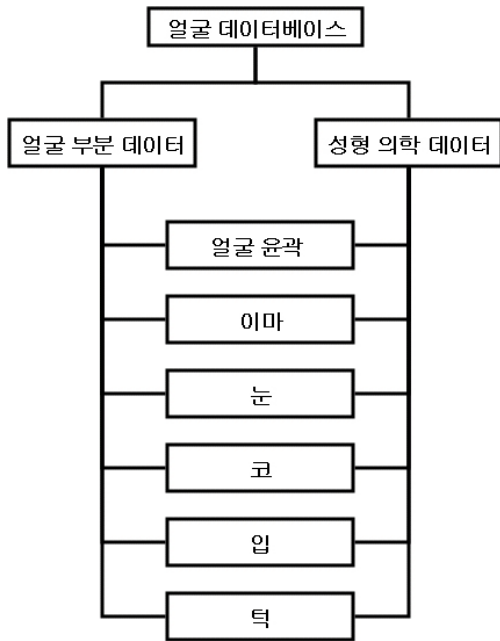 얼굴 데이터베이스
얼굴 부분 데이터
성형 의학 데이터
얼굴 윤곽
이마
눈
코
입
턱